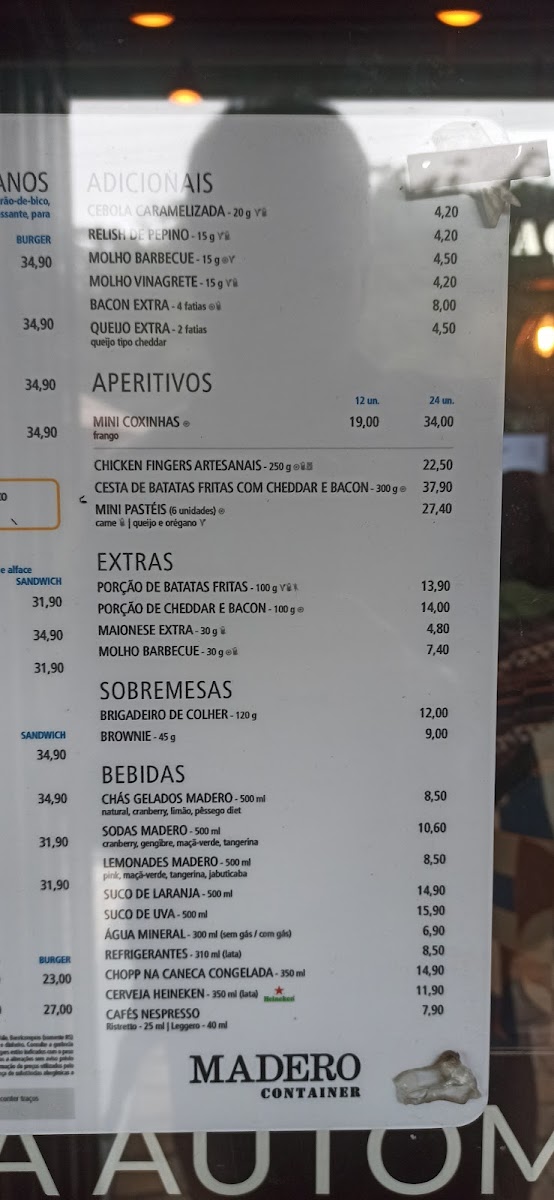 ANOS
rão-de-bico,
ssante, para
BURGER
34,90
34,90
34,90
34,90
e alface
SANDWICH
31,90
34,90
31,90
SANDWICH
34,90
34,90
31,90
31,90
BURGER
23,00
27,00
ADICIONAIS
CEBOLA CARAMELIZADA - 20 g 4,20
RELISH DE PEPINO - 15 g 4,20
MOLHO BARBECUE - 15 g 4,50
MOLHO VINAGRETE - 15 g 4,20
BACON EXTRA - 4 fatias 8,00
QUEIJO EXTRA - 2 fatias 4,50
queijo tipo cheddar
APERITIVOS
12 un. 24 un.
MINI COXINHAS 19,00 34,00
frango
CHICKEN FINGERS ARTESANAIS - 250 g 22,50
CESTA DE BATATAS FRITAS COM CHEDDAR E BACON - 300 g 37,90
MINI PASTÉIS (6 unidades) 27,40
carne | queijo e orégano
EXTRAS
PORÇÃO DE BATATAS FRITAS - 100 g 13,90
PORÇÃO DE CHEDDAR E BACON - 100 g 14,00
MAIONESE EXTRA - 30 g 4,80
MOLHO BARBECUE - 30 g 7,40
SOBREMESAS
BRIGADEIRO DE COLHER - 120 g 12,00
BROWNIE - 45 g 9,00
BEBIDAS
CHÁS GELADOS MADERO - 500 ml 8,50
natural, cranberry, limão, pêssego diet
SODAS MADERO - 500 ml 10,60
cranberry, gengibre, maçã-verde, tangerina
LEMONADES MADERO - 500 ml 8,50
pink, maçã-verde, tangerina, jabuticaba
SUCO DE LARANJA - 500 ml 14,90
SUCO DE UVA - 500 ml 15,90
ÁGUA MINERAL - 300 ml (sem gás / com gás) 6,90
REFRIGERANTES - 310 ml (lata) 8,50
CHOPP NA CANECA CONGELADA - 350 ml 14,90
CERVEJA HEINEKEN - 350 ml (lata) Heineken 11,90
CAFÉS NESPRESSO 7,90
Ristretto - 25 ml | Leggero - 40 ml
MADERO
CONTAINER
A AUTOM